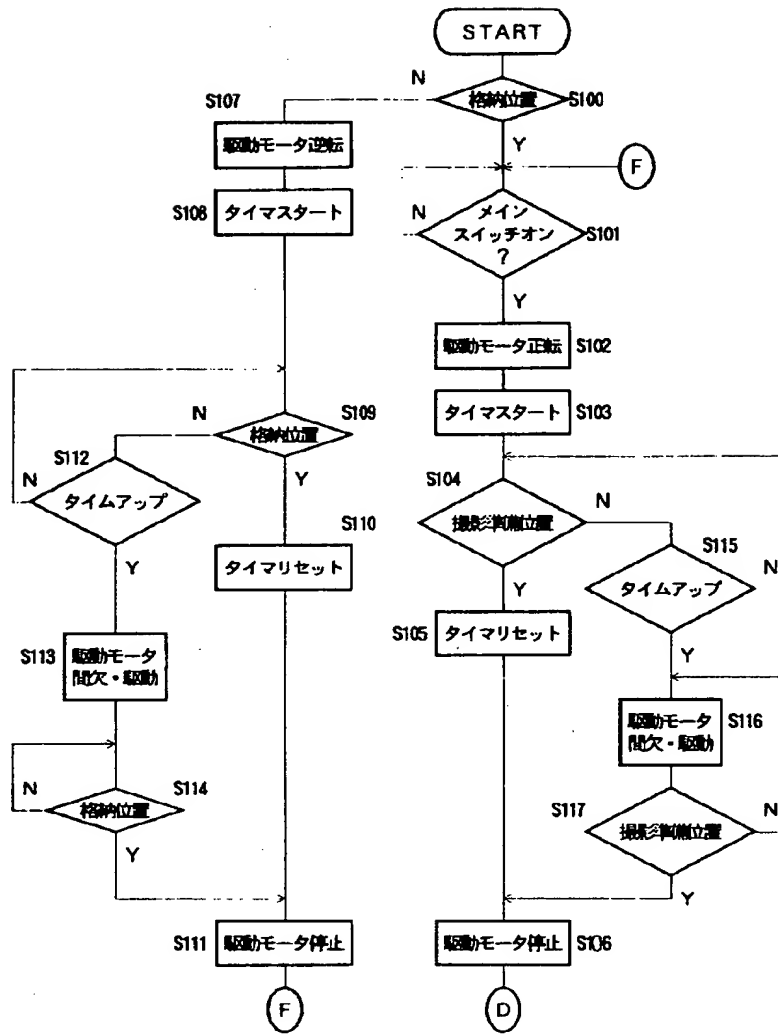 START
N
格納位置
S100
S107
Y
駆動モータ逆転
F
S108
タイマスタート
N
メイン
スイッチオン
?
S101
Y
駆動モータ正転
S102
タイマスタート
S103
N
格納位置
S109
S112
N
タイムアップ
Y
S110
タイマリセット
S104
撮影準備位置
N
S115
タイムアップ
N
Y
S105
タイマリセット
Y
Y
S113
駆動モータ
間欠・駆動
駆動モータ
間欠・駆動
S116
N
格納位置
S114
Y
S117
撮影準備位置
N
Y
S111
駆動モータ停止
駆動モータ停止
S106
F
D